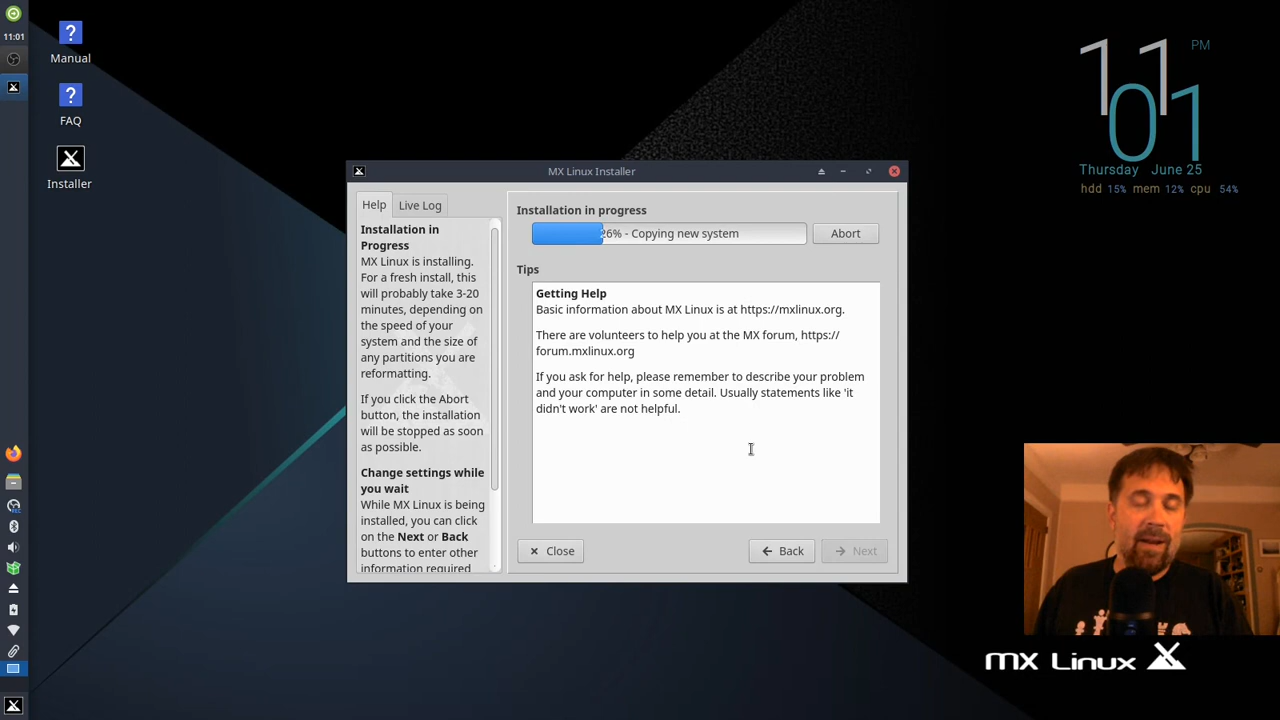 11:01
Manual
FAQ
Installer
MX Linux Installer
Help
Live Log
Installation in
Progress
MX Linux is installing.
For a fresh install, this
will probably take 3-20
minutes, depending on
the speed of your
system and the size of
any partitions you are
reformatting.
If you click the Abort
button, the installation
will be stopped as soon
as possible.
Change settings while
you wait
While MX Linux is being
installed, you can click
on the Next or Back
buttons to enter other
information required
Installation in progress
26% - Copying new system
Abort
Tips
Getting Help
Basic information about MX Linux is at https://mxlinux.org.
There are volunteers to help you at the MX forum, https://
forum.mxlinux.org
If you ask for help, please remember to describe your problem
and your computer in some detail. Usually statements like 'it
didn't work' are not helpful.
Close
Back
Next
11 PM
01
Thursday June 25
hdd 15% mem 12% cpu 54%
MX Linux